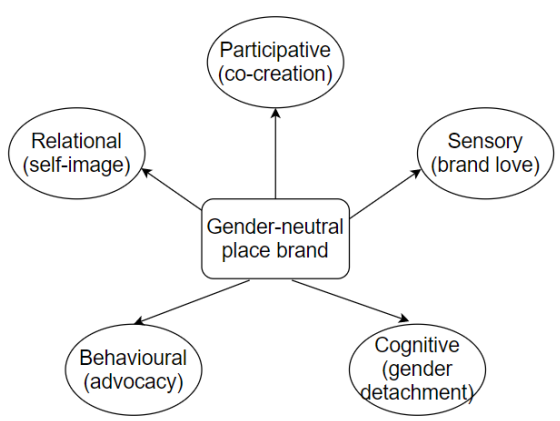 Participative
(co-creation)
Relational
(self-image)
Sensory
(brand love)
Gender-neutral
place brand
Behavioural
(advocacy)
Cognitive
(gender
detachment)